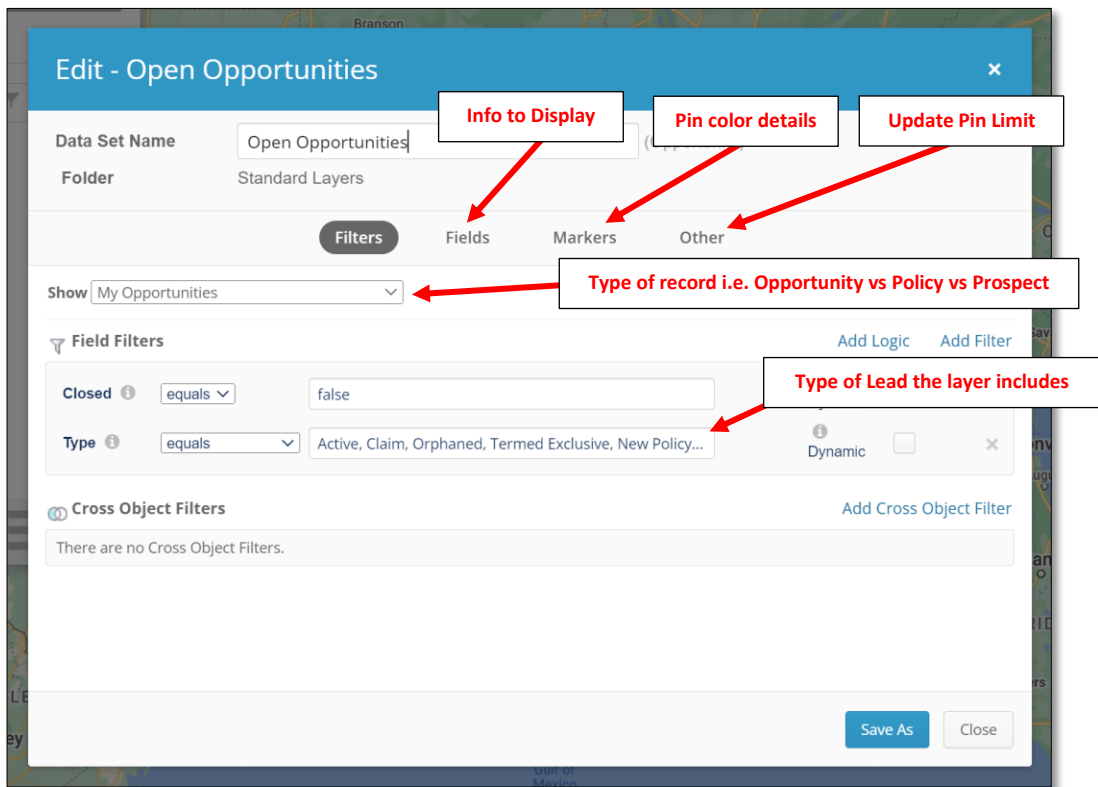 Branson
Edit - Open Opportunities ×
Info to Display
Pin color details
Update Pin Limit
Data Set Name Open Opportunities
Folder Standard Layers
Filters Fields Markers Other
Show My Opportunities
Type of record i.e. Opportunity vs Policy vs Prospect
Field Filters Add Logic Add Filter
Closed equals false
Type of Lead the layer includes
Type equals Active, Claim, Orphaned, Termed Exclusive, New Policy... Dynamic ×
Cross Object Filters Add Cross Object Filter
There are no Cross Object Filters.
Save As Close
Gulf of
Mexico